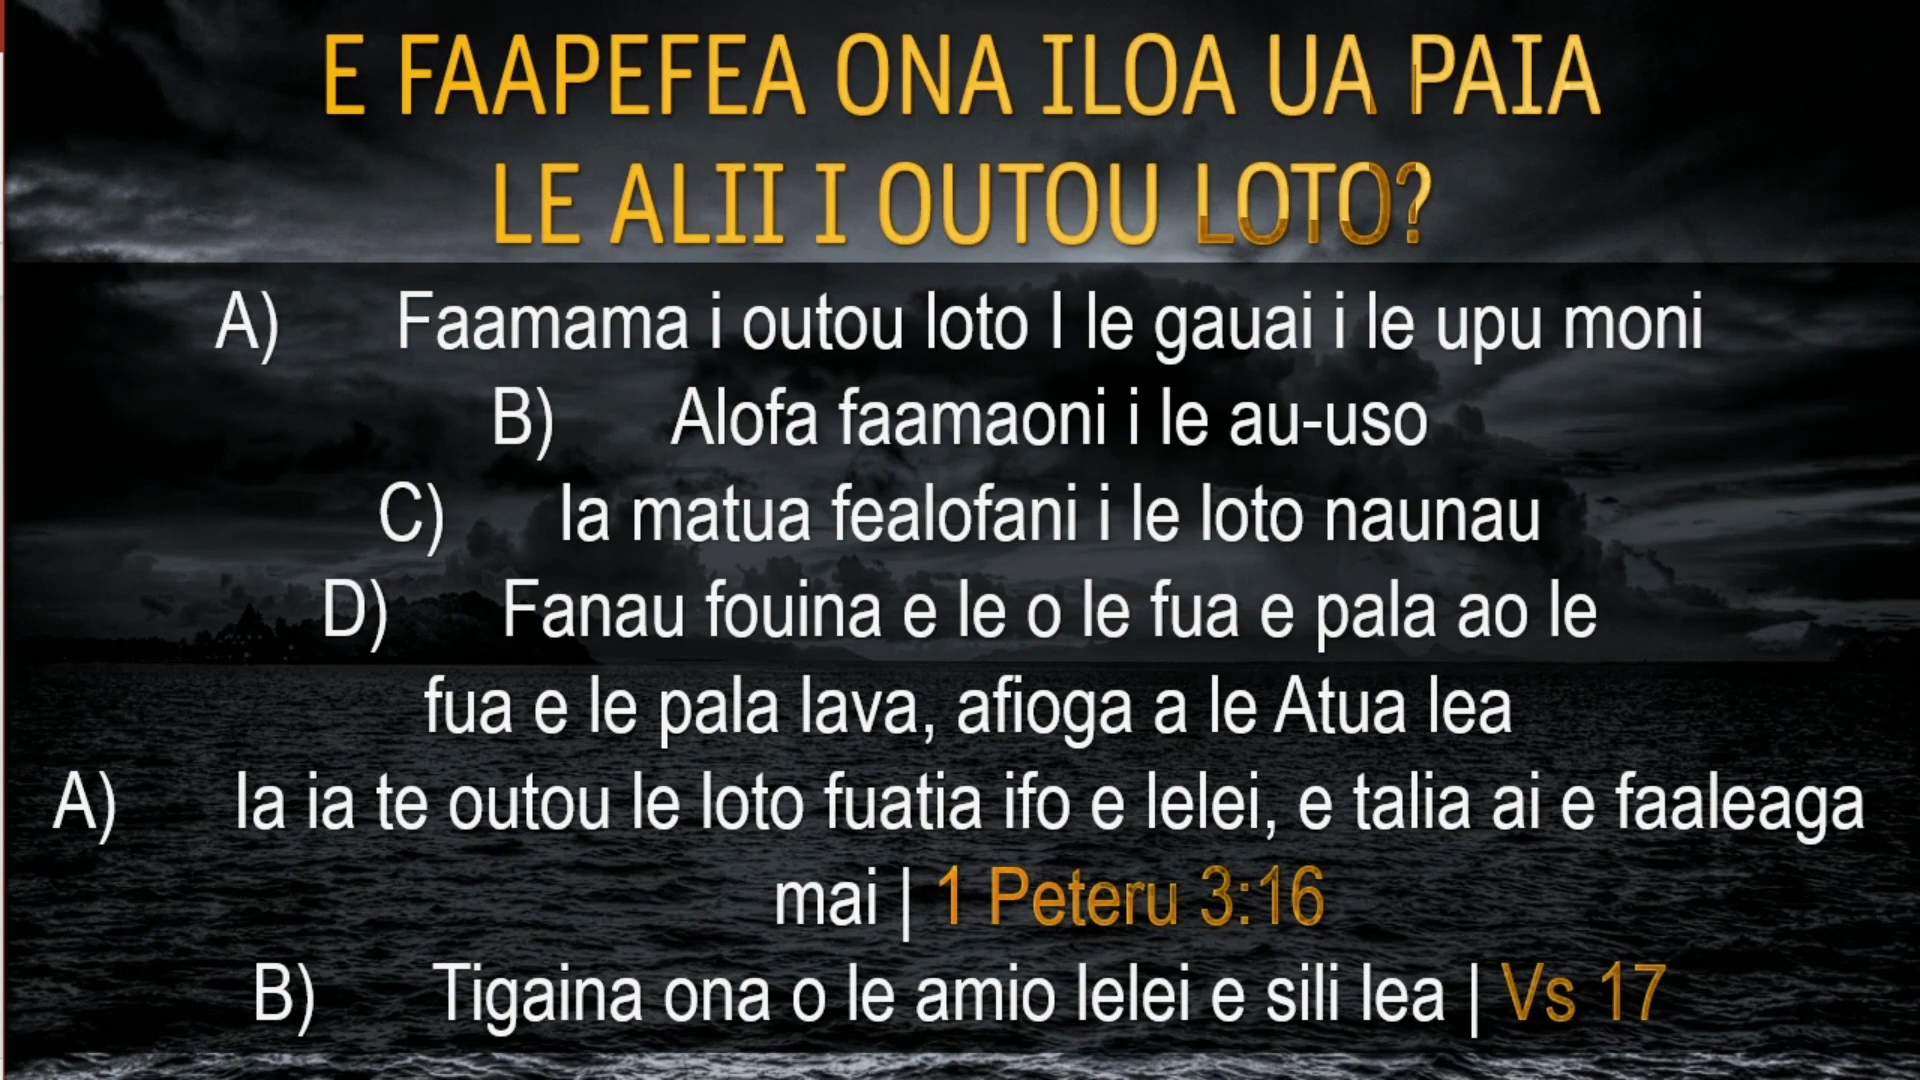 E FAAPEFEA ONA ILOA UA PAIA
LE ALII I OUTOU LOTO?
A) Faamama i outou loto I le gauai i le upu moni
B) Alofa faamaoni i le au-uso
C) Ia matua fealofani i le loto naunau
D) Fanau fouina e le o le fua e pala ao le
fua e le pala lava, afioga a le Atua lea
A) Ia ia te outou le loto fuatia ifo e lelei, e talia ai e faaleaga
mai | 1 Peteru 3:16
B) Tigaina ona o le amio lelei e sili lea | Vs 17